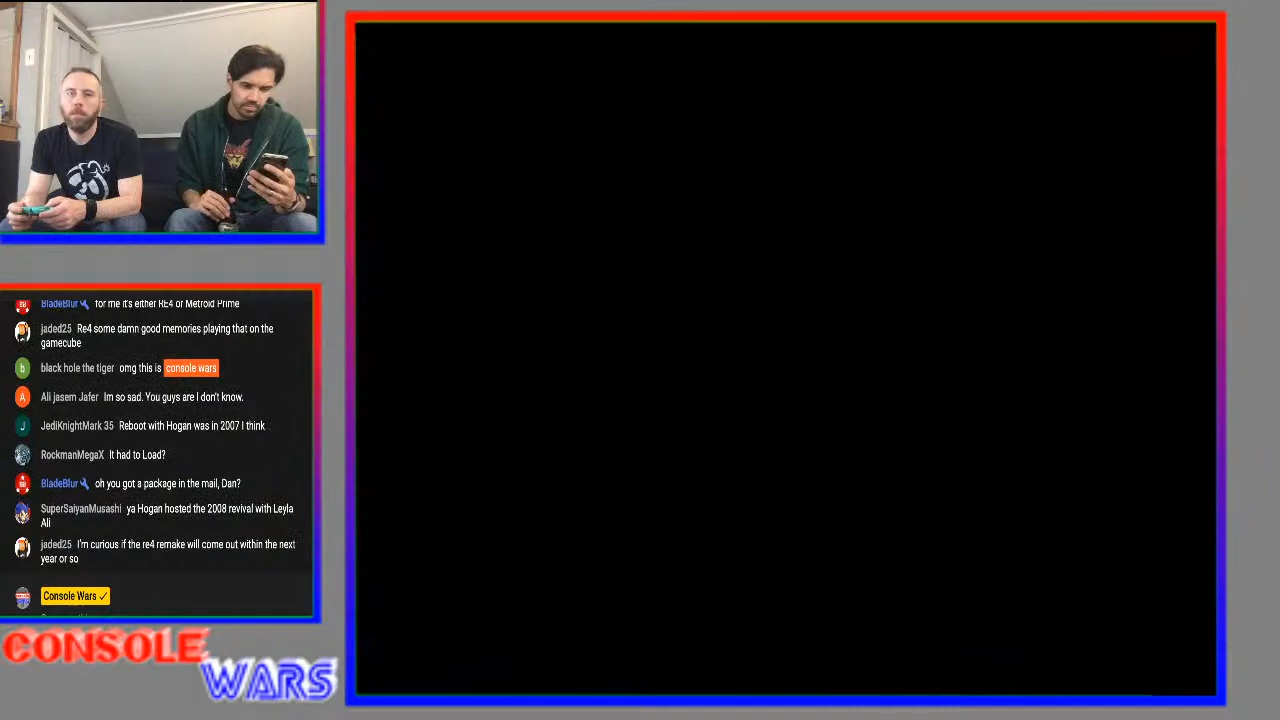 BladeBlur for me it's either RE4 or Metroid Prime
jaded25 Re4 some damn good memories playing that on the
gamecube
b black hole the tiger omg this is console wars
A Ali jasem Jafer Im so sad. You guys are I don't know.
J JediKnightMark 35 Reboot with Hogan was in 2007 I think
RockmanMegaX It had to Load?
BladeBlur oh you got a package in the mail, Dan?
SuperSaiyanMusashi ya Hogan hosted the 2008 revival with Leyla
Ali
jaded25 I'm curious if the re4 remake will come out within the next
year or so
Console Wars
CONSOLE
WARS